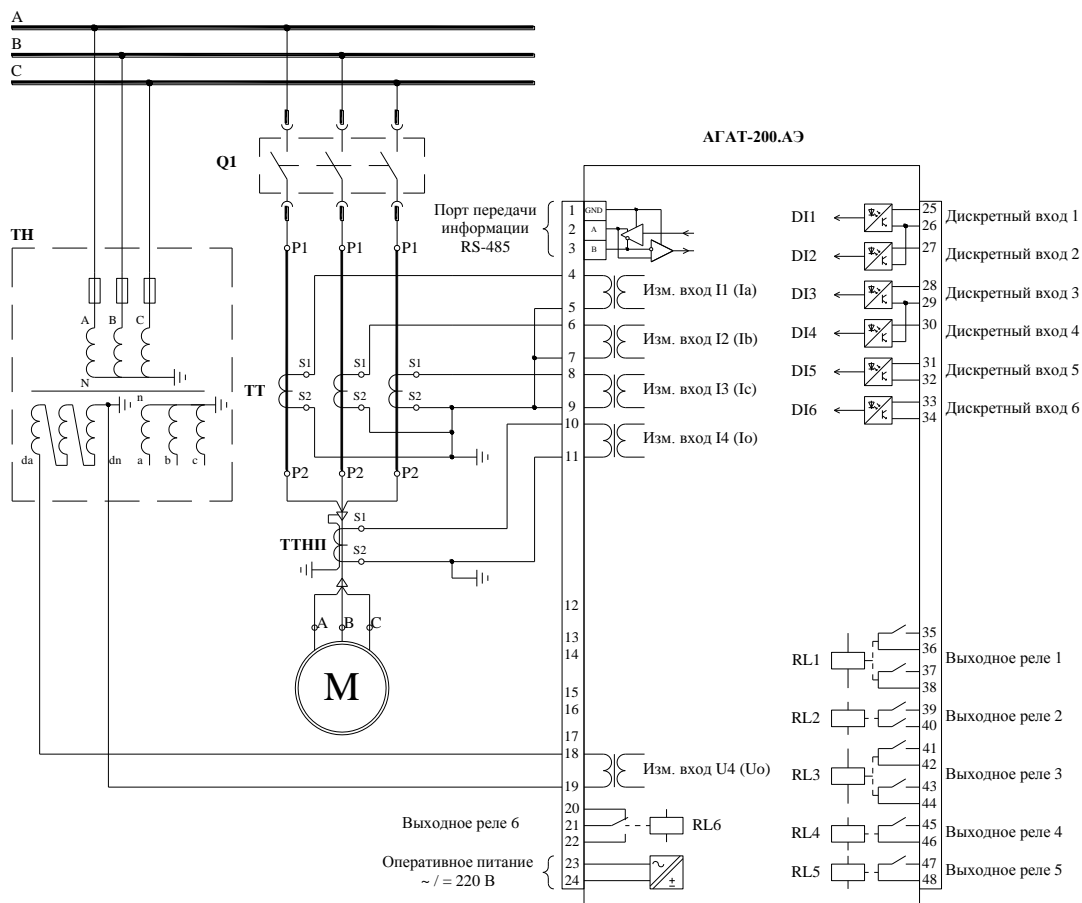 A
B
C
АГАТ-200.АЭ
Q1
ТН
Порт передачи
информации
RS-485
1
GND
2
A
3
B
P1
P1
P1
4
5
Изм. вход I1 (Ia)
6
7
Изм. вход I2 (Ib)
8
9
Изм. вход I3 (Ic)
10
11
Изм. вход I4 (Io)
A
B
C
N
n
da
dn
a
b
c
ТТ
S1
S2
S1
S2
S1
S2
P2
P2
P2
ТТНП
S1
S2
A
B
C
M
12
13
14
15
16
17
18
19
Изм. вход U4 (Uo)
Выходное реле 6
20
21
22
RL6
Оперативное питание
~ / = 220 В
23
24
~
±
DI1
25
26
Дискретный вход 1
DI2
27
Дискретный вход 2
DI3
28
29
Дискретный вход 3
DI4
30
Дискретный вход 4
DI5
31
32
Дискретный вход 5
DI6
33
34
Дискретный вход 6
RL1
35
36
37
38
Выходное реле 1
RL2
39
40
Выходное реле 2
RL3
41
42
43
44
Выходное реле 3
RL4
45
46
Выходное реле 4
RL5
47
48
Выходное реле 5